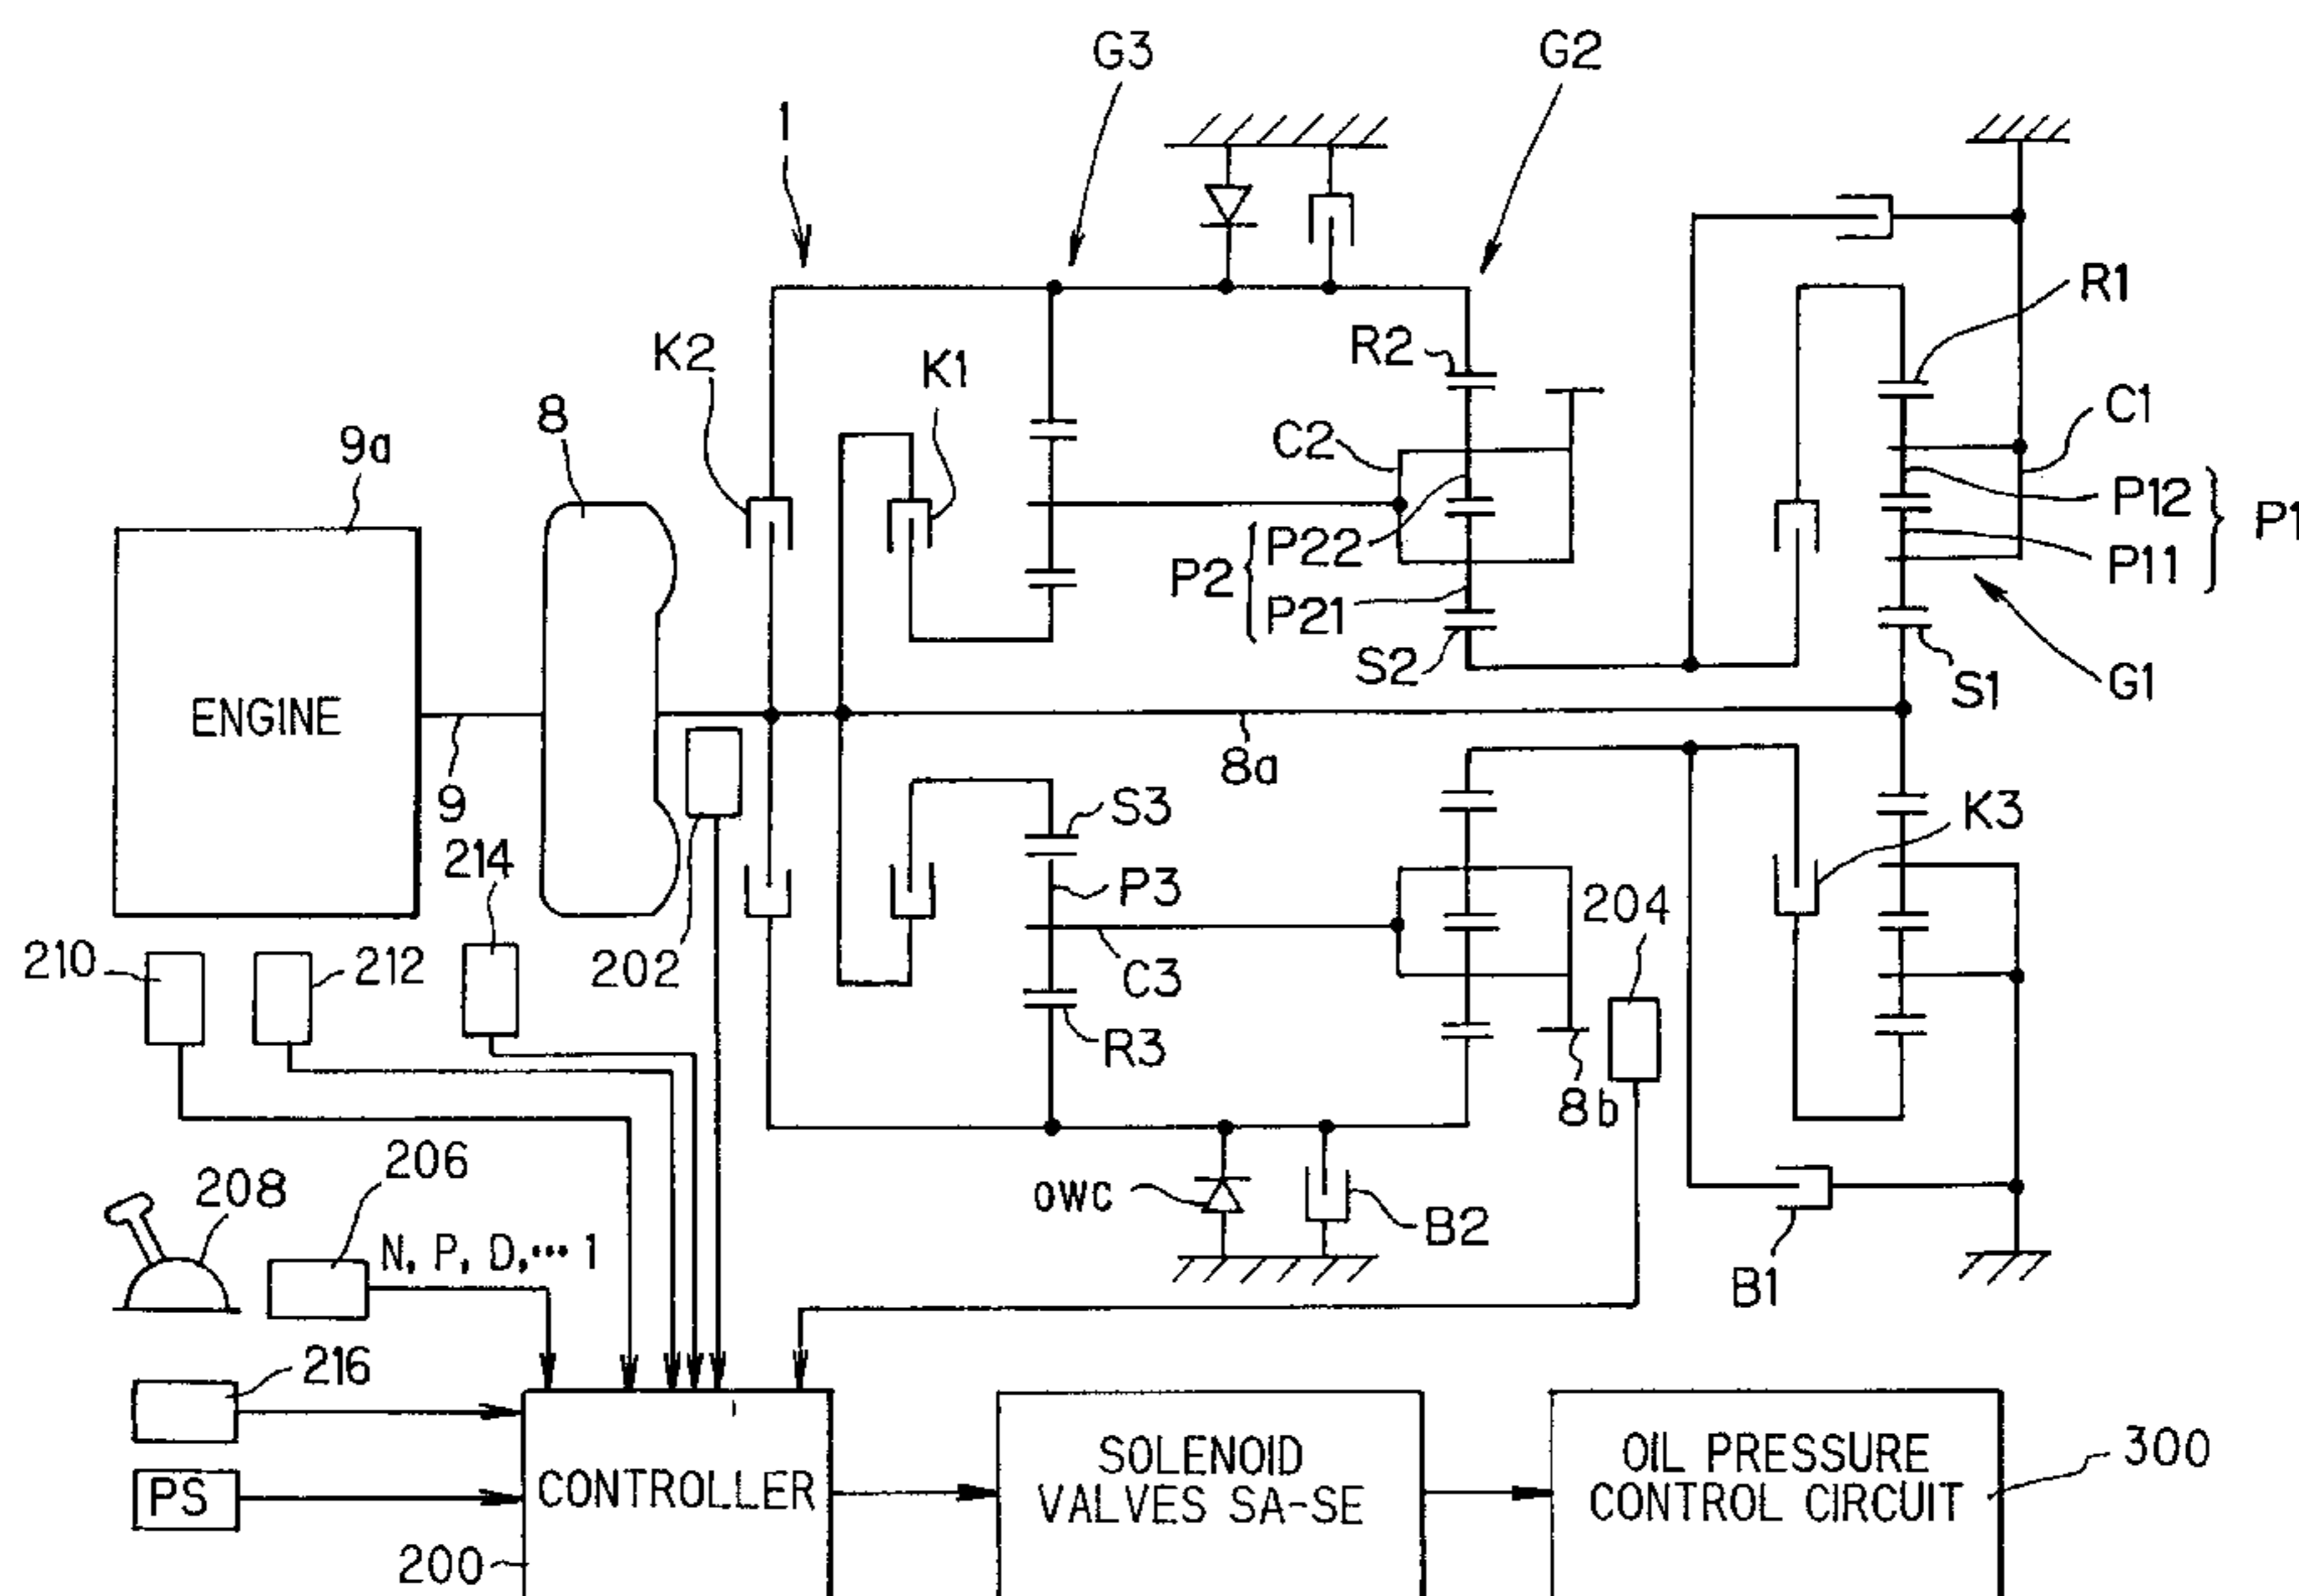 G3
G2
1
R1
K2
K1
R2
C1
8
C2
9a
P12
P1
P22
P2
P11
P21
S2
S1
G1
ENGINE
8a
9
S3
K3
214
P3
204
210
212
202
C3
R3
8b
206
208
OWC
B2
N, P, D,···1
B1
216
SOLENOID
VALVES SA-SE
OIL PRESSURE
CONTROL CIRCUIT
300
CONTROLLER
PS
200